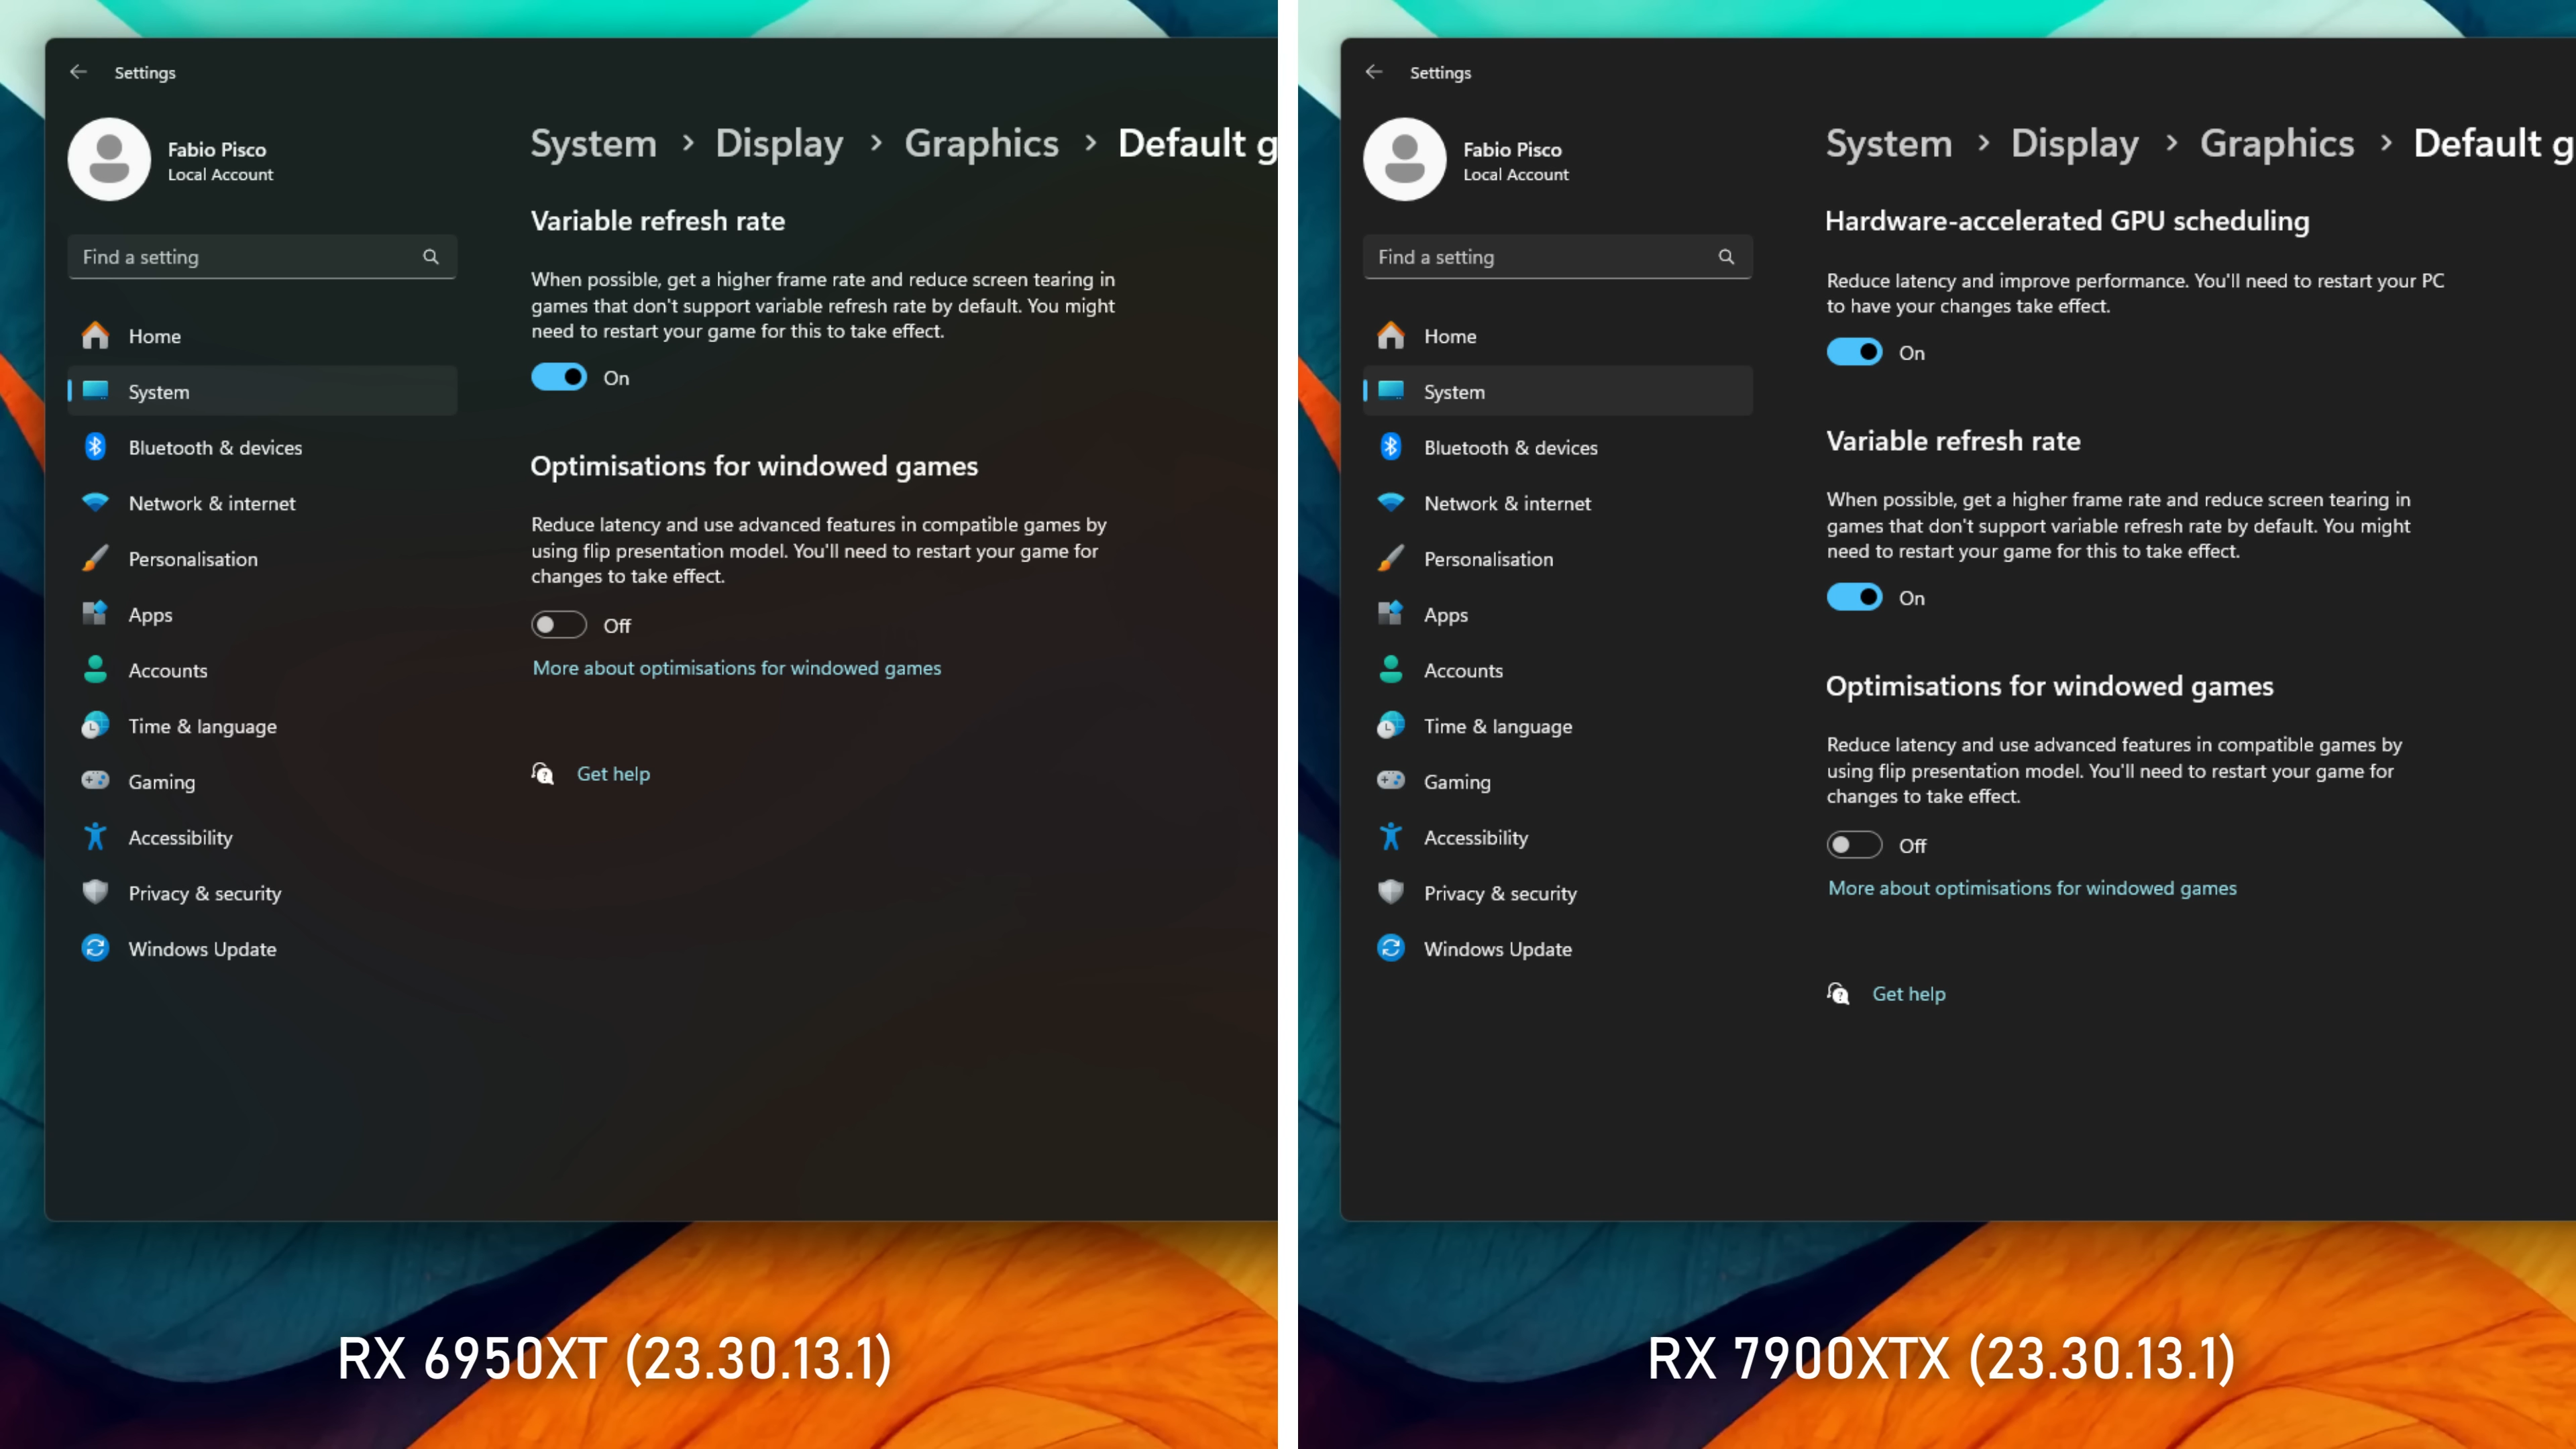 Settings
Fabio Pisco
Local Account
Find a setting
Home
System
Bluetooth & devices
Network & internet
Personalisation
Apps
Accounts
Time & language
Gaming
Accessibility
Privacy & security
Windows Update
System > Display > Graphics > Default g
Variable refresh rate
When possible, get a higher frame rate and reduce screen tearing in
games that don't support variable refresh rate by default. You might
need to restart your game for this to take effect.
On
Optimisations for windowed games
Reduce latency and use advanced features in compatible games by
using flip presentation model. You'll need to restart your game for
changes to take effect.
Off
More about optimisations for windowed games
Get help
RX 6950XT (23.30.13.1)
Settings
Fabio Pisco
Local Account
Find a setting
Home
System
Bluetooth & devices
Network & internet
Personalisation
Apps
Accounts
Time & language
Gaming
Accessibility
Privacy & security
Windows Update
System > Display > Graphics > Default g
Hardware-accelerated GPU scheduling
Reduce latency and improve performance. You'll need to restart your PC
to have your changes take effect.
On
Variable refresh rate
When possible, get a higher frame rate and reduce screen tearing in
games that don't support variable refresh rate by default. You might
need to restart your game for this to take effect.
On
Optimisations for windowed games
Reduce latency and use advanced features in compatible games by
using flip presentation model. You'll need to restart your game for
changes to take effect.
Off
More about optimisations for windowed games
Get help
RX 7900XTX (23.30.13.1)